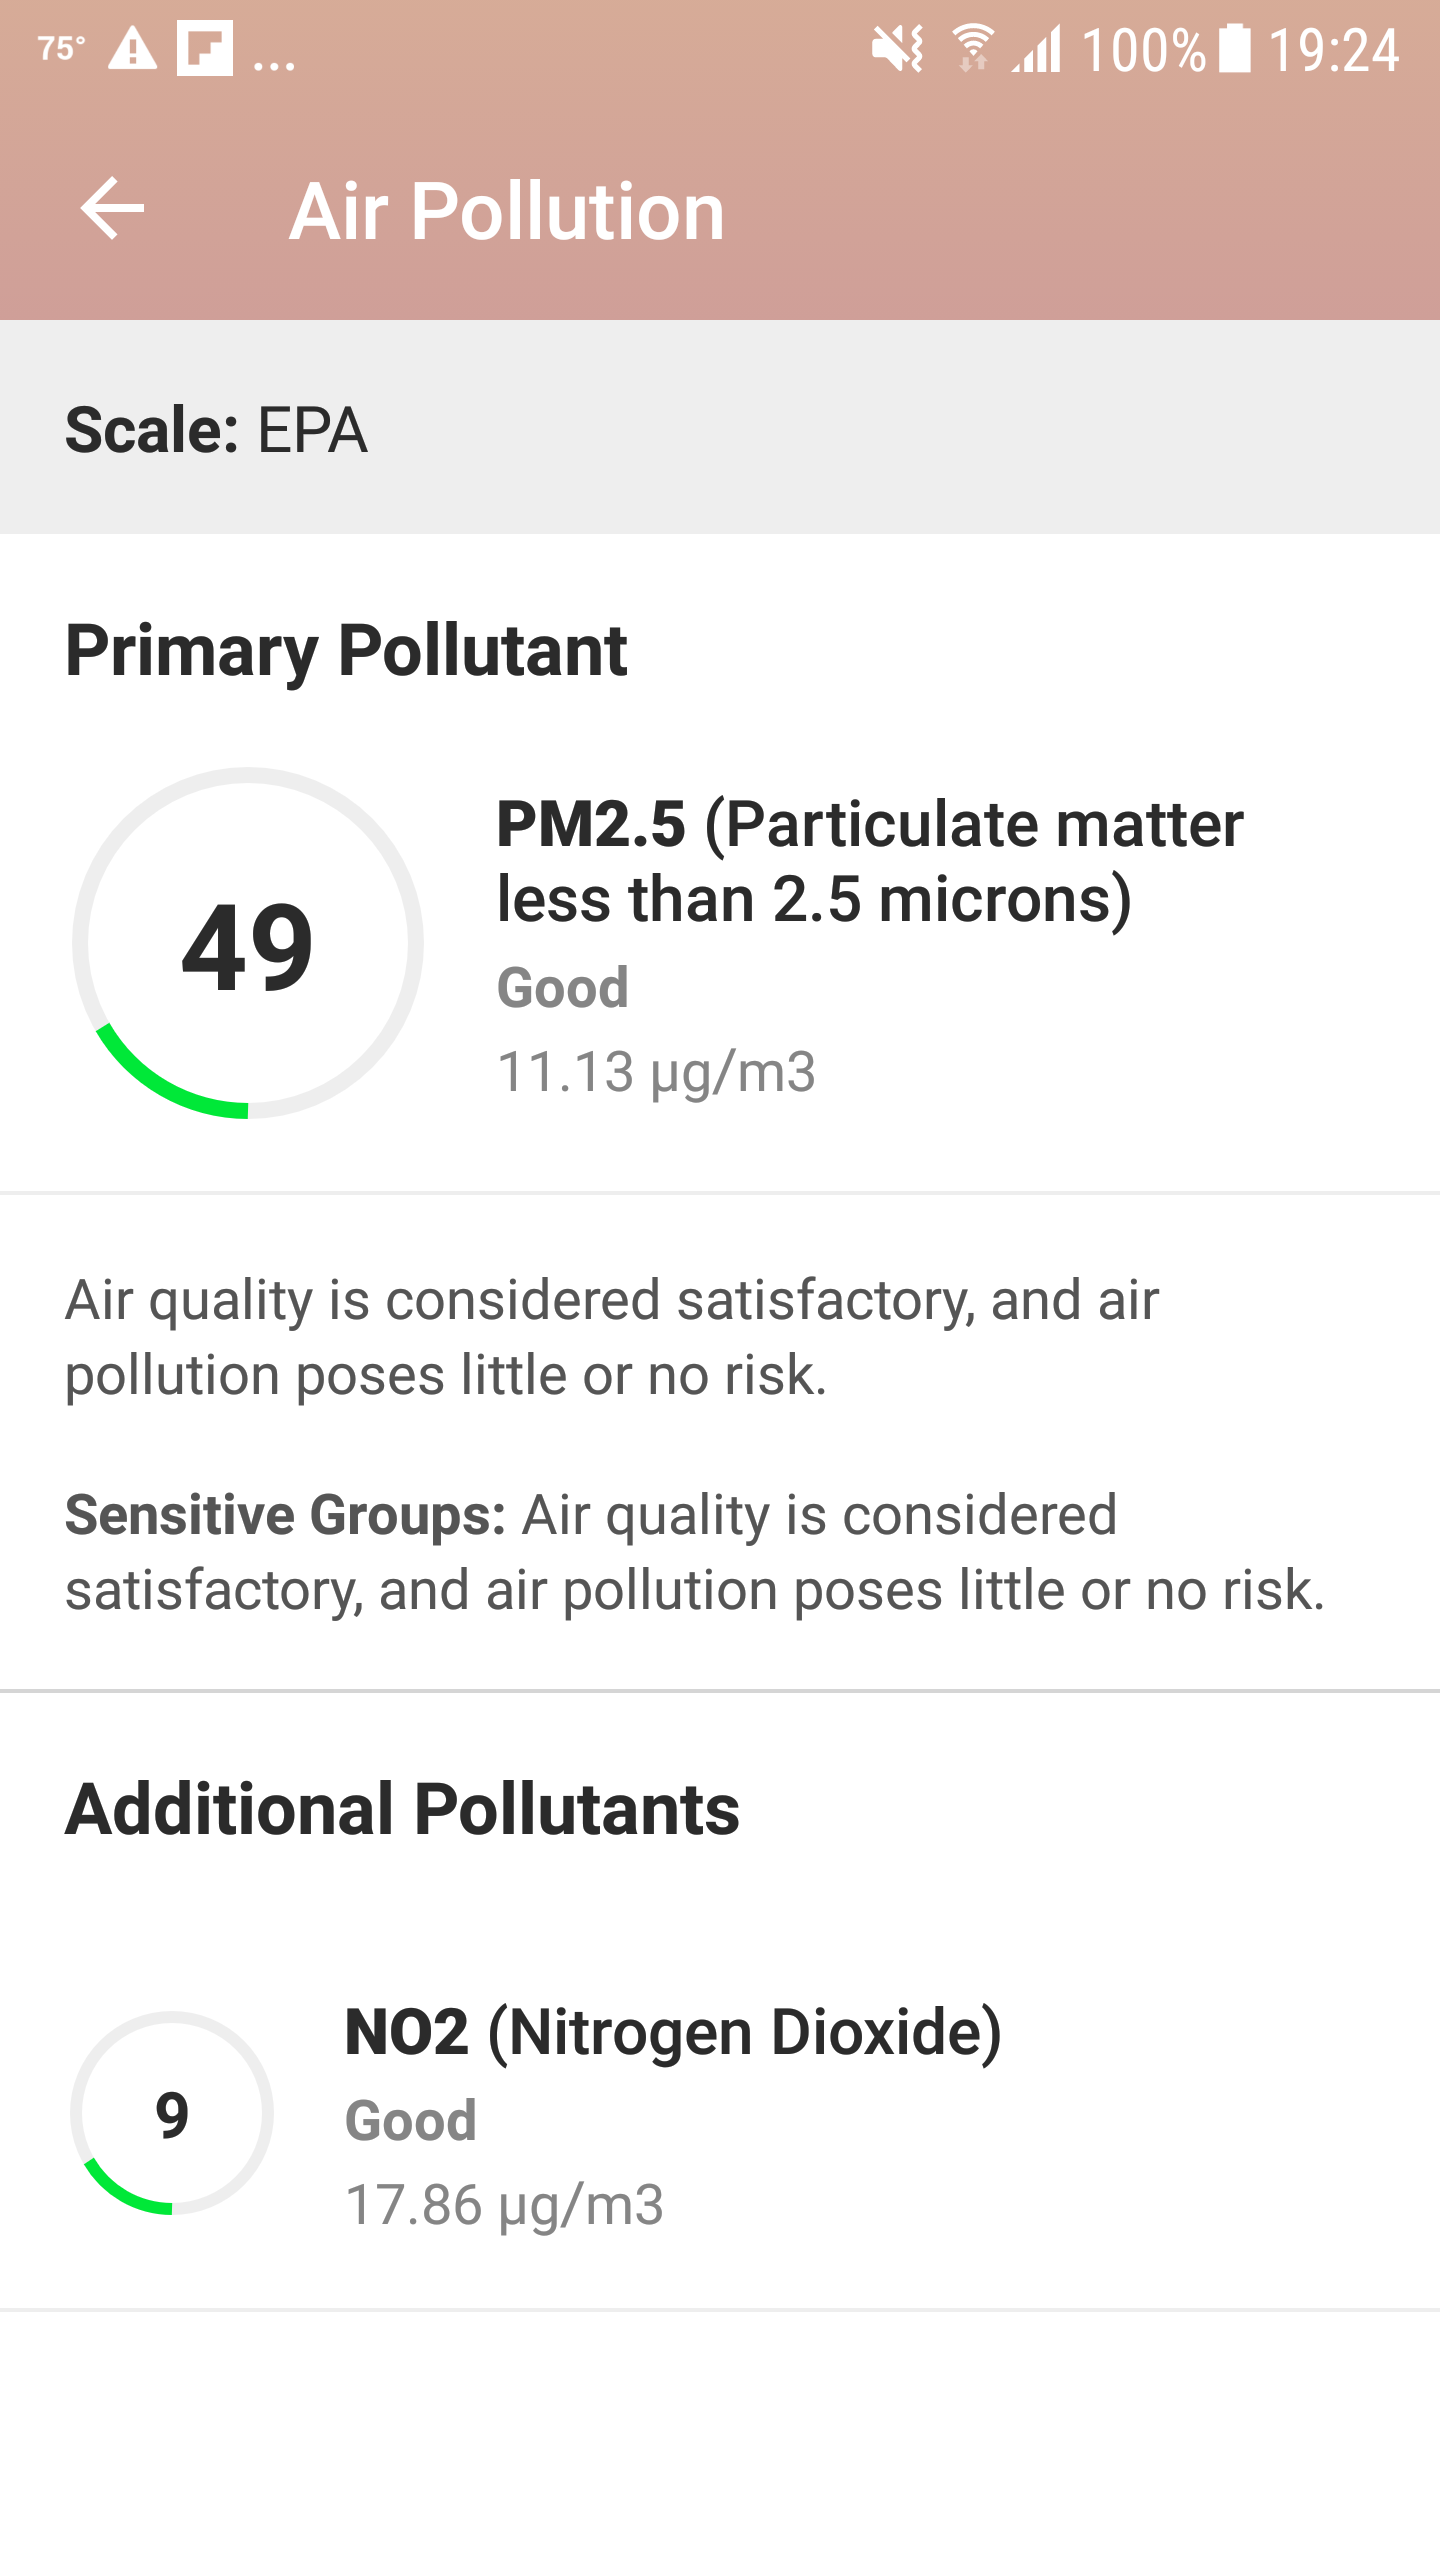 75° ... 100% 19:24
Air Pollution
Scale: EPA
Primary Pollutant
49
PM2.5 (Particulate matter
less than 2.5 microns)
Good
11.13 µg/m3
Air quality is considered satisfactory, and air
pollution poses little or no risk.
Sensitive Groups: Air quality is considered
satisfactory, and air pollution poses little or no risk.
Additional Pollutants
9
NO2 (Nitrogen Dioxide)
Good
17.86 µg/m3